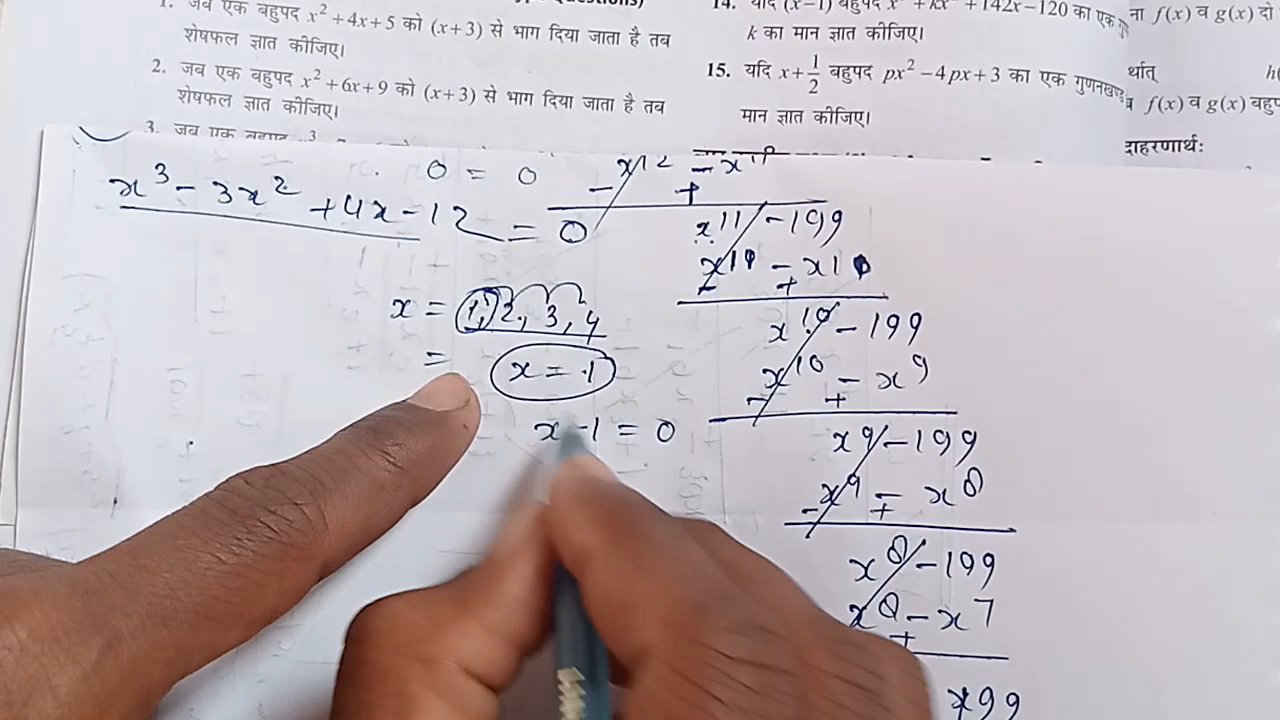 1. जब एक बहुपद x² + 4x + 5 को (x + 3) से भाग दिया जाता है तब
शेषफल ज्ञात कीजिए।
2. जब एक बहुपद x² + 6x + 9 को (x + 3) से भाग दिया जाता है तब
शेषफल ज्ञात कीजिए।
3. जब एक बहुपद
14. यदि (x−1) बहुपद + 142x − 120 का एक
k का मान ज्ञात कीजिए।
15. यदि x + 1/2 बहुपद px² − 4px + 3 का एक गुणनखण्ड
मान ज्ञात कीजिए।
ना f(x) व g(x) दो
र्थात्
व f(x) व g(x)
दाहरणार्थः
0 = 0
x³ − 3x² + 4x − 12 = 0
x = 1, 2, 3, 4
= x = 1
x − 1 = 0
x12 − x11
− +
x11 − 199
x11 − x10
− +
x10 − 199
x10 − x9
− +
x9 − 199
x9 − x8
− +
x8 − 199
x8 − x7
+
x99